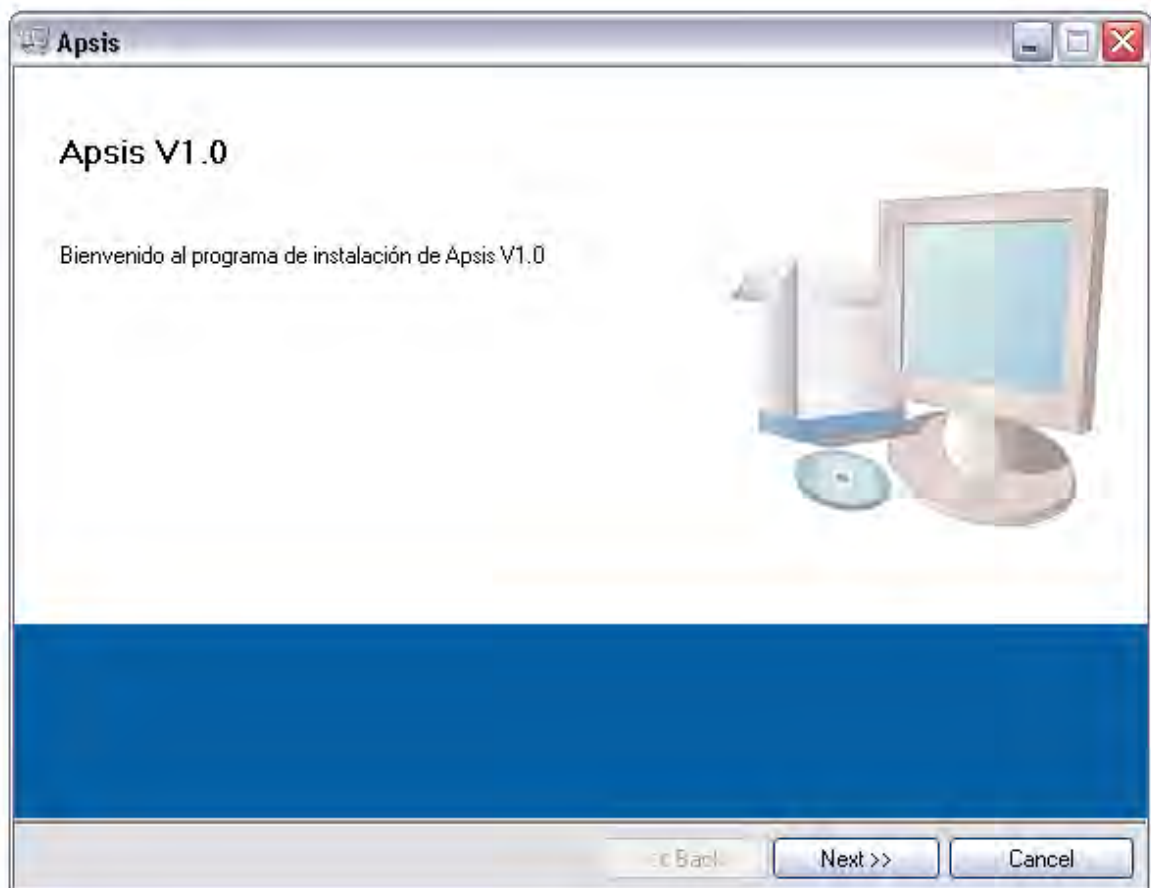 Apsis
Apsis V1.0
Bienvenido al programa de instalación de Apsis V1.0
< Back
Next >>
Cancel